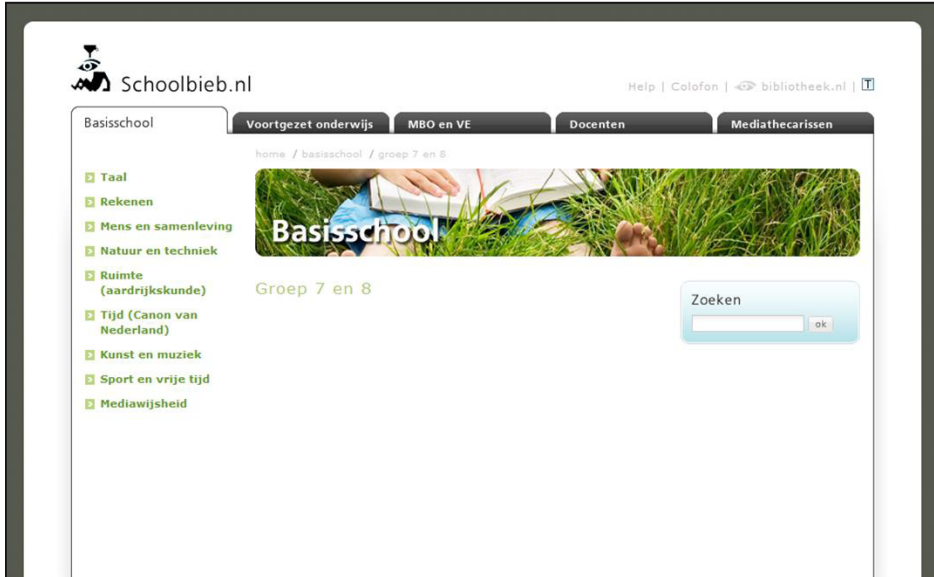 Schoolbieb.nl
Help | Colofon | bibliotheek.nl | T
Basisschool
Voortgezet onderwijs
MBO en VE
Docenten
Mediathecarissen
home / basisschool / groep 7 en 8
Taal
Rekenen
Mens en samenleving
Natuur en techniek
Ruimte
(aardrijkskunde)
Tijd (Canon van
Nederland)
Kunst en muziek
Sport en vrije tijd
Mediawijsheid
Basisschool
Groep 7 en 8
Zoeken
ok